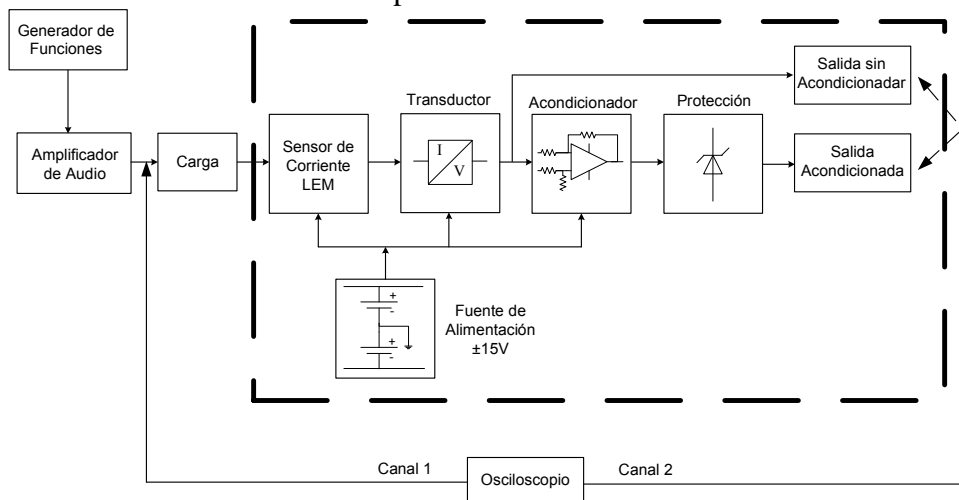 Generador de
Funciones
Amplificador
de Audio
Carga
Sensor de
Corriente
LEM
Transductor
I
V
Acondicionador
Protección
Salida sin
Acondicionadar
Salida
Acondicionada
+
-
+
-
Fuente de
Alimentación
±15V
Canal 1
Osciloscopio
Canal 2